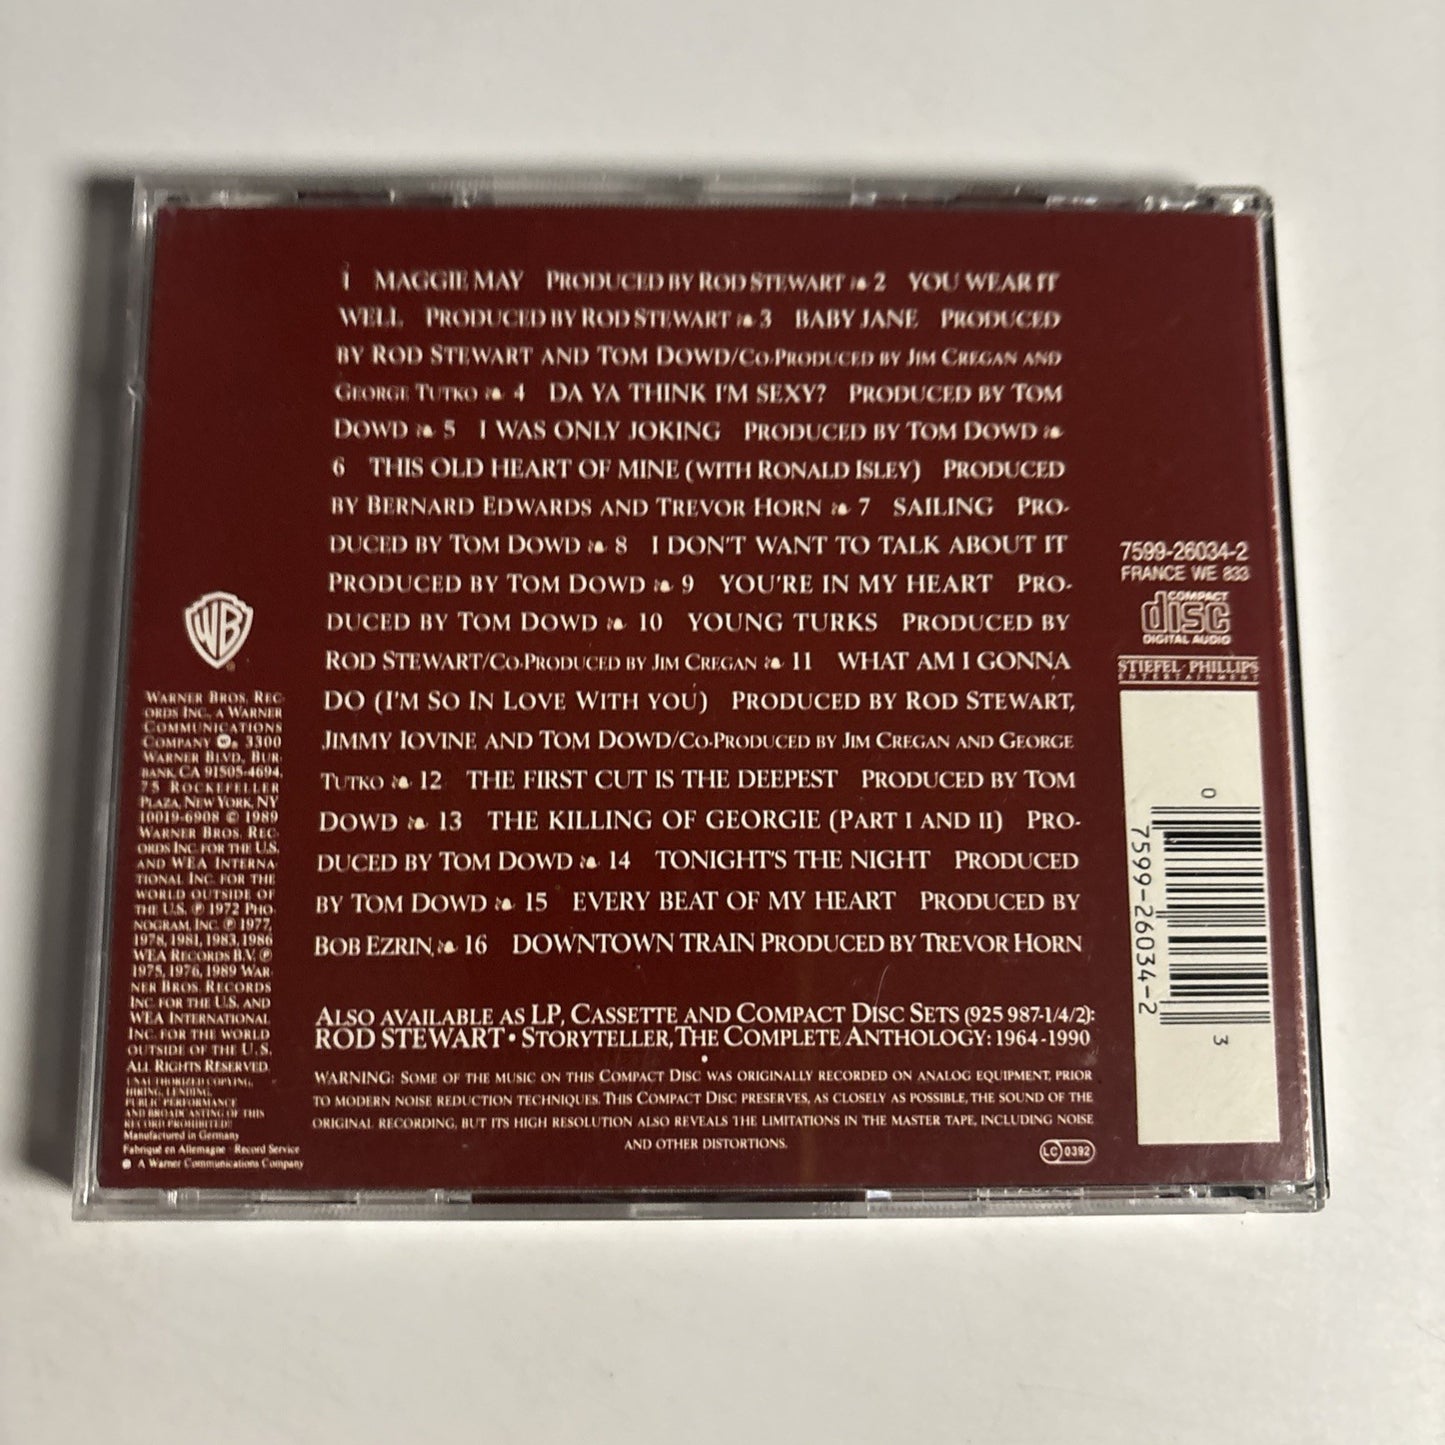 1 MAGGIE MAY PRODUCED BY ROD STEWART 2 YOU WEAR IT
WELL PRODUCED BY ROD STEWART 3 BABY JANE PRODUCED
BY ROD STEWART AND TOM DOWD/CO-PRODUCED BY JIM CREGAN AND
GEORGE TUTKO 4 DA YA THINK I'M SEXY? PRODUCED BY TOM
DOWD 5 I WAS ONLY JOKING PRODUCED BY TOM DOWD
6 THIS OLD HEART OF MINE (WITH RONALD ISLEY) PRODUCED
BY BERNARD EDWARDS AND TREVOR HORN 7 SAILING PRO-
DUCED BY TOM DOWD 8 I DON'T WANT TO TALK ABOUT IT
PRODUCED BY TOM DOWD 9 YOU'RE IN MY HEART PRO-
DUCED BY TOM DOWD 10 YOUNG TURKS PRODUCED BY
ROD STEWART/CO-PRODUCED BY JIM CREGAN 11 WHAT AM I GONNA
DO (I'M SO IN LOVE WITH YOU) PRODUCED BY ROD STEWART,
JIMMY IOVINE AND TOM DOWD/CO-PRODUCED BY JIM CREGAN AND GEORGE
TUTKO 12 THE FIRST CUT IS THE DEEPEST PRODUCED BY TOM
DOWD 13 THE KILLING OF GEORGIE (PART I AND II) PRO-
DUCED BY TOM DOWD 14 TONIGHT'S THE NIGHT PRODUCED
BY TOM DOWD 15 EVERY BEAT OF MY HEART PRODUCED BY
BOB EZRIN, 16 DOWNTOWN TRAIN PRODUCED BY TREVOR HORN
ALSO AVAILABLE AS LP, CASSETTE AND COMPACT DISC SETS (925 987-1/4/2):
ROD STEWART • STORYTELLER, THE COMPLETE ANTHOLOGY: 1964-1990
WARNING: SOME OF THE MUSIC ON THIS COMPACT DISC WAS ORIGINALLY RECORDED ON ANALOG EQUIPMENT, PRIOR
TO MODERN NOISE REDUCTION TECHNIQUES. THIS COMPACT DISC PRESERVES, AS CLOSELY AS POSSIBLE, THE SOUND OF THE
ORIGINAL RECORDING, BUT ITS HIGH RESOLUTION ALSO REVEALS THE LIMITATIONS IN THE MASTER TAPE, INCLUDING NOISE
AND OTHER DISTORTIONS.
LC 0392
WB
WARNER BROS. REC-
ORDS INC., A WARNER
COMMUNICATIONS
COMPANY 3300
WARNER BLVD., BUR-
BANK, CA 91505-4694,
75 ROCKEFELLER
PLAZA, NEW YORK, NY
10019-6908 © 1989
WARNER BROS. REC-
ORDS INC. FOR THE U.S.
AND WEA INTERNA-
TIONAL INC. FOR THE
WORLD OUTSIDE OF
THE U.S. ℗ 1972 PHO-
NOGRAM, INC. ℗ 1977,
1978, 1981, 1983, 1986
WEA RECORDS B.V. ℗
1975, 1976, 1989 WAR-
NER BROS. RECORDS
INC. FOR THE U.S. AND
WEA INTERNATIONAL
INC. FOR THE WORLD
OUTSIDE OF THE U.S.
ALL RIGHTS RESERVED.
UNAUTHORIZED COPYING,
HIRING, LENDING,
PUBLIC PERFORMANCE
AND BROADCASTING OF THIS
RECORD PROHIBITED!
Manufactured in Germany
Fabriqué en Allemagne · Record Service
A Warner Communications Company
7599-26034-2
FRANCE WE 833
COMPACT
disc
DIGITAL AUDIO
STIEFEL · PHILLIPS
ENTERTAINMENT
0 7599-26034-2 3